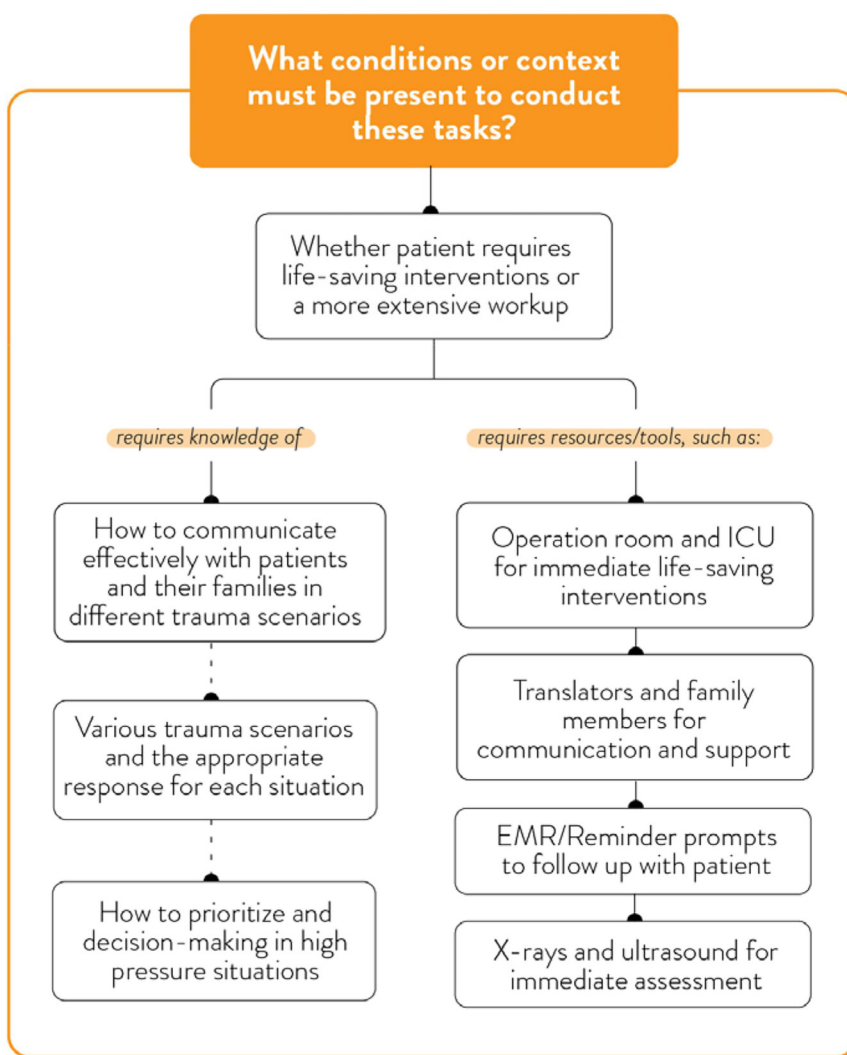 What conditions or context
must be present to conduct
these tasks?
Whether patient requires
life-saving interventions or
a more extensive workup
requires knowledge of
How to communicate
effectively with patients
and their families in
different trauma scenarios
Various trauma scenarios
and the appropriate
response for each situation
How to prioritize and
decision-making in high
pressure situations
requires resources/tools, such as:
Operation room and ICU
for immediate life-saving
interventions
Translators and family
members for
communication and support
EMR/Reminder prompts
to follow up with patient
X-rays and ultrasound for
immediate assessment